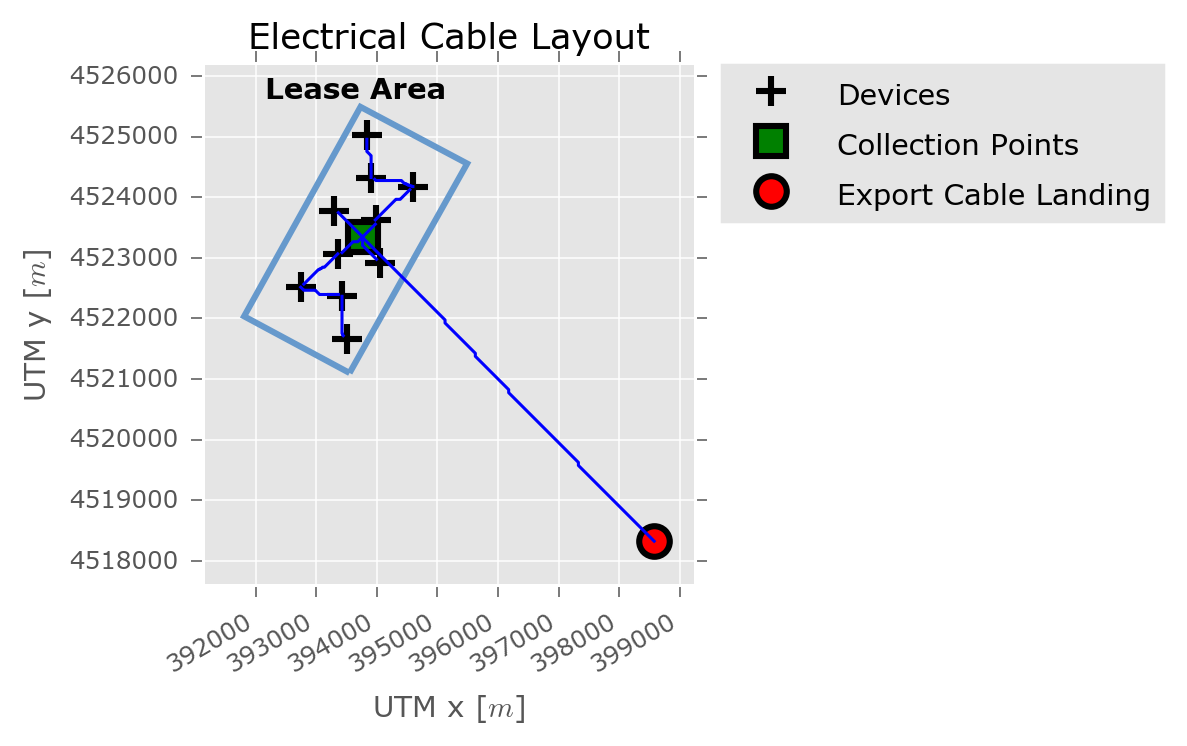 Electrical Cable Layout
Lease Area
Devices
Collection Points
Export Cable Landing
4526000
4525000
4524000
4523000
4522000
4521000
4520000
4519000
4518000
UTM y [m]
392000
393000
394000
395000
396000
397000
398000
399000
UTM x [m]